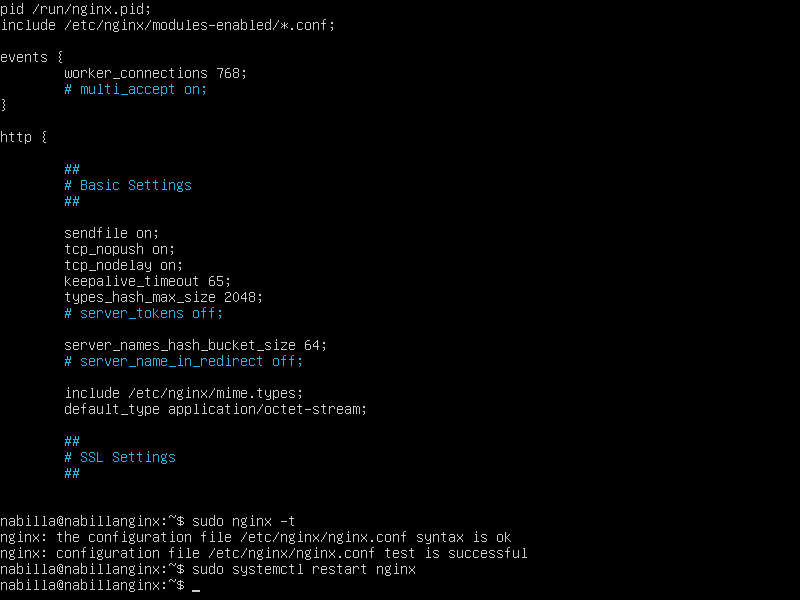 pid /run/nginx.pid;
include /etc/nginx/modules-enabled/*.conf;
events {
worker_connections 768;
# multi_accept on;
}
http {
##
# Basic Settings
##
sendfile on;
tcp_nopush on;
tcp_nodelay on;
keepalive_timeout 65;
types_hash_max_size 2048;
# server_tokens off;
server_names_hash_bucket_size 64;
# server_name_in_redirect off;
include /etc/nginx/mime.types;
default_type application/octet-stream;
##
# SSL Settings
##
nabilla@nabillanginx:~$ sudo nginx -t
nginx: the configuration file /etc/nginx/nginx.conf syntax is ok
nginx: configuration file /etc/nginx/nginx.conf test is successful
nabilla@nabillanginx:~$ sudo systemctl restart nginx
nabilla@nabillanginx:~$ _